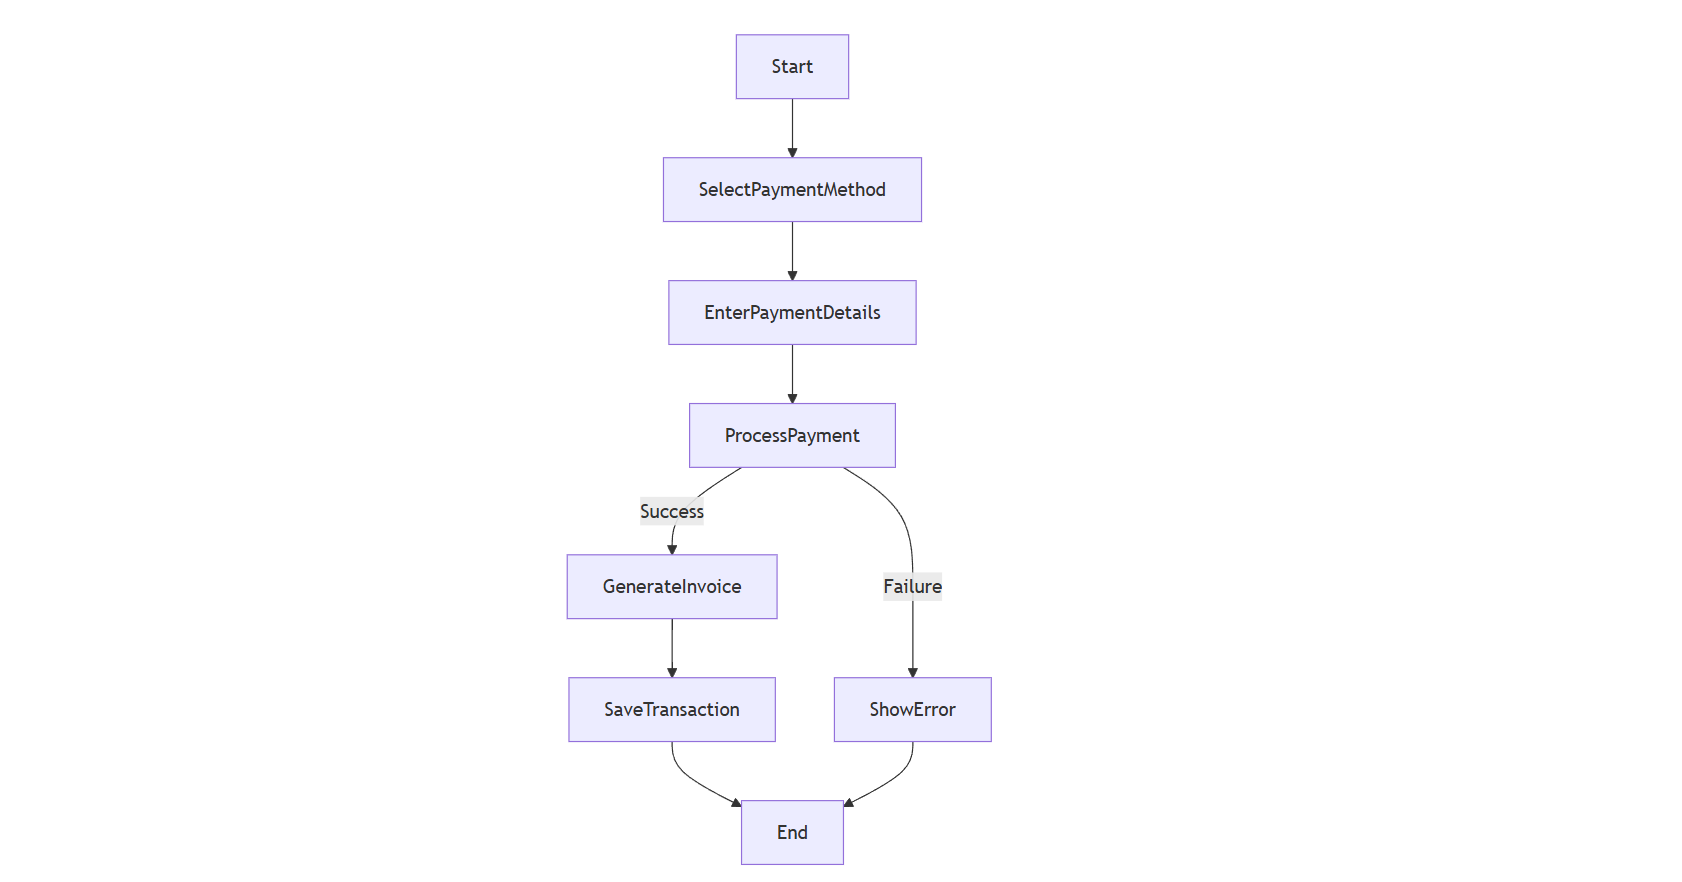 Start
SelectPaymentMethod
EnterPaymentDetails
ProcessPayment
Success
GenerateInvoice
Failure
SaveTransaction
ShowError
End